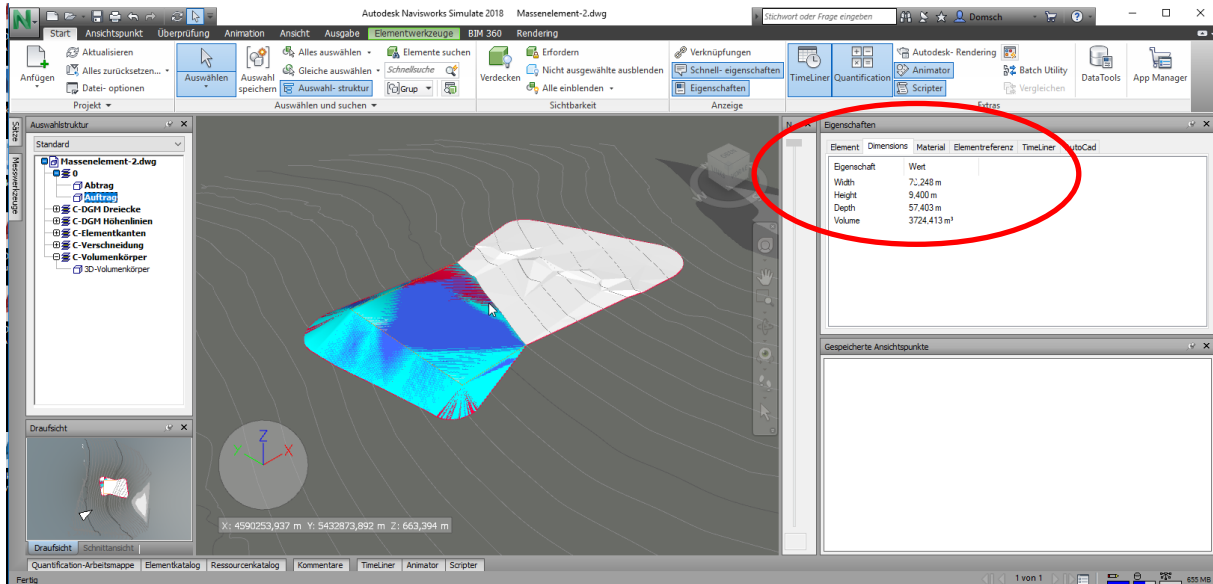 Autodesk Navisworks Simulate 2018 Massenelement-2.dwg
Stichwort oder Frage eingeben
Domsch
Start Ansichtspunkt Überprüfung Animation Ansicht Ausgabe Elementwerkzeuge BIM 360 Rendering
Anfügen
Aktualisieren
Alles zurücksetzen...
Datei- optionen
Projekt
Auswählen
Auswahl speichern
Alles auswählen
Gleiche auswählen
Auswahl- struktur
Elemente suchen
Schnellsuche
Grup
Auswählen und suchen
Verdecken
Erfordern
Nicht ausgewählte ausblenden
Alle einblenden
Sichtbarkeit
Verknüpfungen
Schnell- eigenschaften
Eigenschaften
Anzeige
TimeLiner
Quantification
Autodesk- Rendering
Animator
Scripter
Batch Utility
Vergleichen
DataTools
App Manager
Extras
Sätze
Messwerkzeuge
Auswahlstruktur
Standard
Massenelement-2.dwg
0
Abtrag
Auftrag
C-DGM Dreiecke
C-DGM Höhenlinien
C-Elementkanten
C-Verschneidung
C-Volumenkörper
3D-Volumenkörper
Draufsicht
Draufsicht Schnittansicht
Z
X
X: 4590253,937 m Y: 5432873,892 m Z: 663,394 m
N...
Eigenschaften
Element Dimensions Material Elementreferenz TimeLiner AutoCad
Eigenschaft Wert
Width
Height 9,400 m
Depth 57,403 m
Volume 3724,413 m³
Gespeicherte Ansichtspunkte
Quantification-Arbeitsmappe Elementkatalog Ressourcenkatalog Kommentare TimeLiner Animator Scripter
Fertig
1 von 1
655 MB